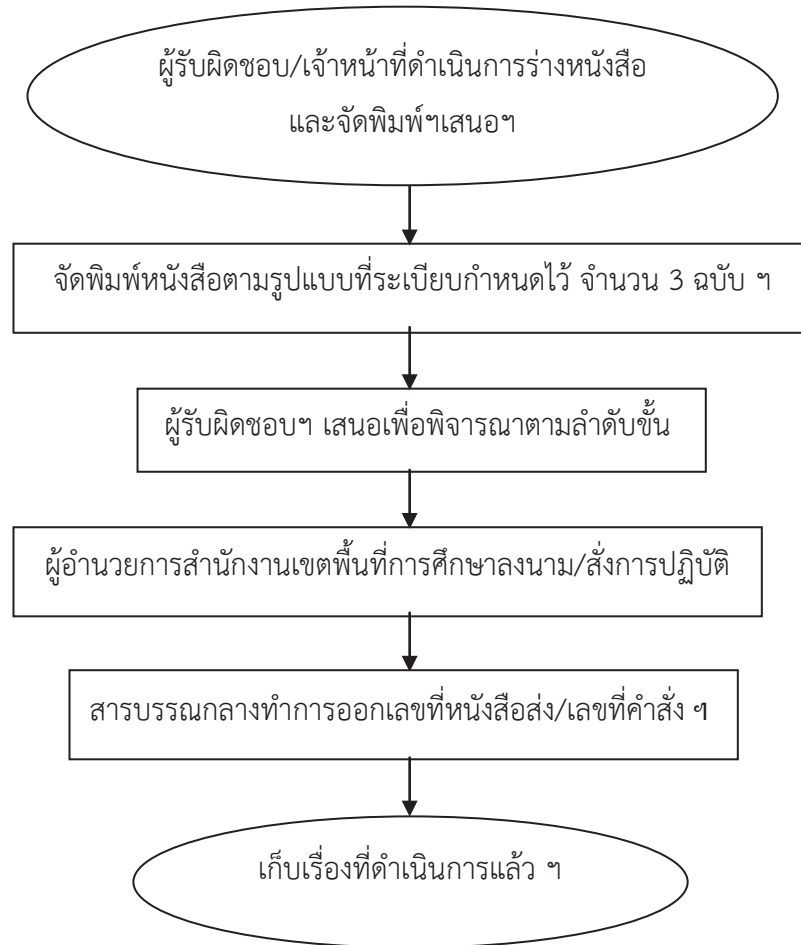 ผู้รับผิดชอบ/เจ้าหน้าที่ดำเนินการร่างหนังสือ
และจัดพิมพ์ฯเสนอฯ
จัดพิมพ์หนังสือตามรูปแบบที่ระเบียบกำหนดไว้ จำนวน 3 ฉบับ ฯ
ผู้รับผิดชอบฯ เสนอเพื่อพิจารณาตามลำดับขั้น
ผู้อำนวยการสำนักงานเขตพื้นที่การศึกษาลงนาม/สั่งการปฏิบัติ
สารบรรณกลางทำการออกเลขที่หนังสือส่ง/เลขที่คำสั่ง ฯ
เก็บเรื่องที่ดำเนินการแล้ว ฯ